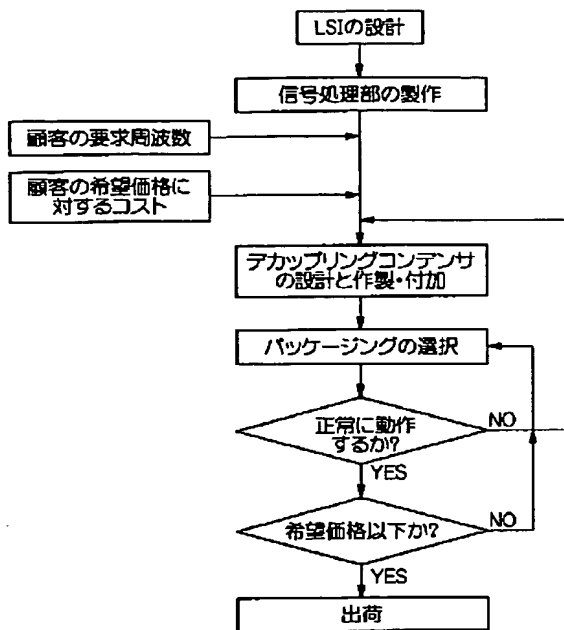 LSIの設計
信号処理部の製作
顧客の要求周波数
顧客の希望価格に
対するコスト
デカップリングコンデンサ
の設計と作製・付加
パッケージングの選択
正常に動作
するか?
NO
YES
希望価格以下か?
NO
YES
出荷